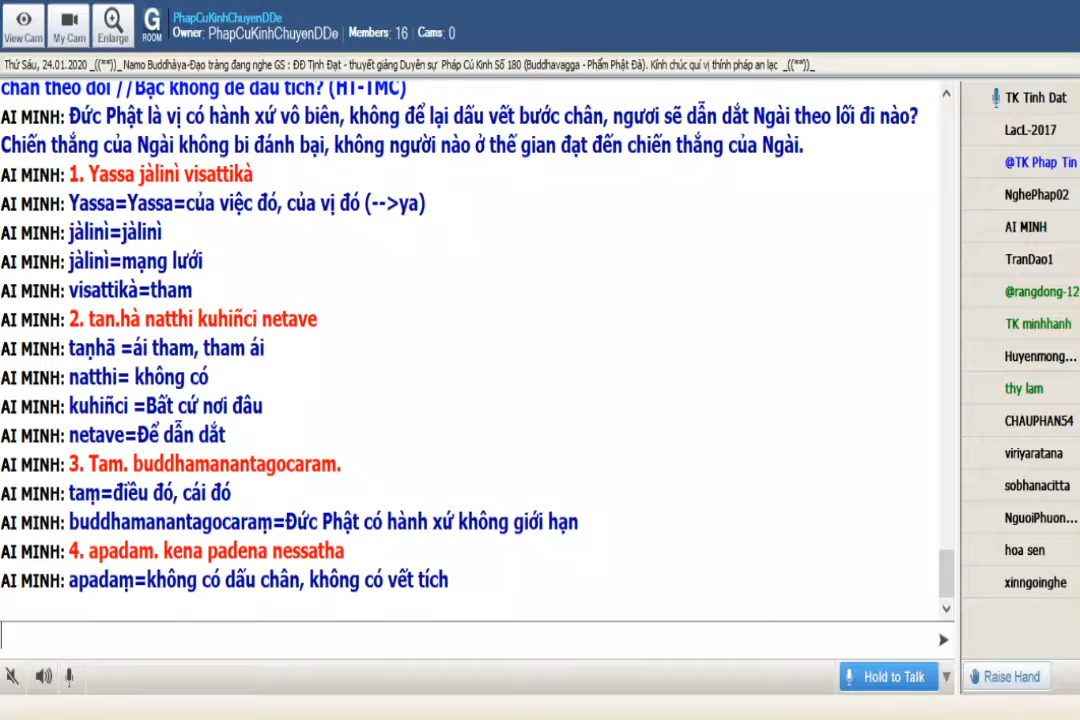 View Cam
My Cam
Enlarge
G ROOM
PhapCuKinhChuyenDDe
Owner: PhapCuKinhChuyenDDe | Members: 16 | Cams: 0
Thứ Sáu, 24.01.2020 _((**))_ Namo Buddhàya-Đạo tràng đang nghe GS : ĐĐ Tịnh Đạt - thuyết giảng Duyên sự Pháp Cú Kinh Số 180 (Buddhavagga - Phẩm Phật Đà). Kính chúc quí vị thính pháp an lạc _((**))_
chân theo dõi //Bậc không để dấu tích? (HT-TMC)
AI MINH: Đức Phật là vị có hành xứ vô biên, không để lại dấu vết bước chân, ngươi sẽ dẫn dắt Ngài theo lối đi nào?
Chiến thắng của Ngài không bi đánh bại, không người nào ở thế gian đạt đến chiến thắng của Ngài.
AI MINH: 1. Yassa jàlinì visattikà
AI MINH: Yassa=Yassa=của việc đó, của vị đó (-->ya)
AI MINH: jàlinì=jàlinì
AI MINH: jàlinì=mạng lưới
AI MINH: visattikà=tham
AI MINH: 2. tan.hà natthi kuhiñci netave
AI MINH: taṇhā =ái tham, tham ái
AI MINH: natthi= không có
AI MINH: kuhiñci =Bất cứ nơi đâu
AI MINH: netave=Để dẫn dắt
AI MINH: 3. Tam. buddhamanantagocaram.
AI MINH: taṃ=điều đó, cái đó
AI MINH: buddhamanantagocaraṃ=Đức Phật có hành xứ không giới hạn
AI MINH: 4. apadam. kena padena nessatha
AI MINH: apadaṃ=không có dấu chân, không có vết tích
TK Tinh Dat
LacL-2017
@TK Phap Tin
NghePhap02
AI MINH
TranDao1
@rangdong-12
TK minhhanh
Huyenmong...
thy lam
CHAUPHAN54
viriyaratana
sobhanacitta
NguoiPhuon...
hoa sen
xinngoinghe
Hold to Talk
Raise Hand